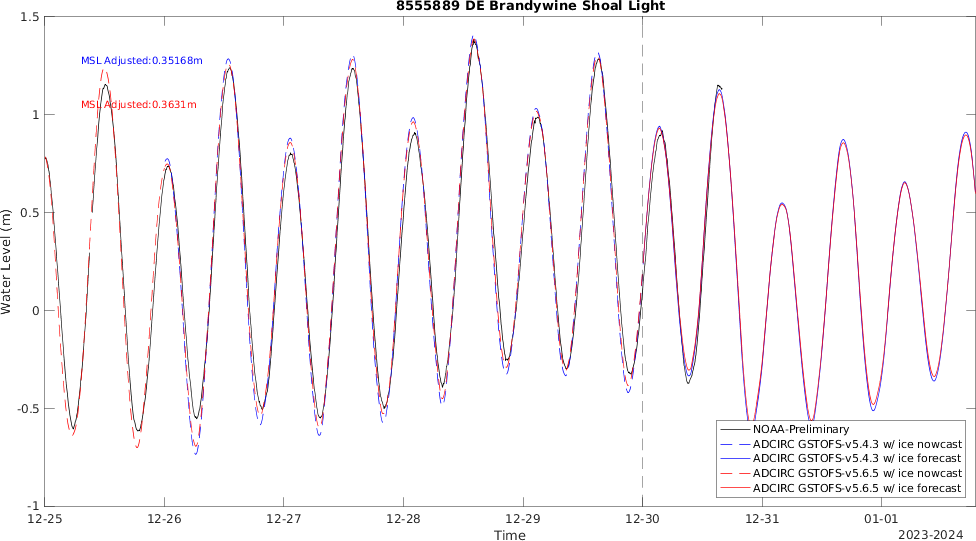 8555889 DE Brandywine Shoal Light
1.5
1
0.5
0
-0.5
-1
Water Level (m)
MSL Adjusted:0.35168m
MSL Adjusted:0.3631m
NOAA-Preliminary
ADCIRC GSTOFS-v5.4.3 w/ ice nowcast
ADCIRC GSTOFS-v5.4.3 w/ ice forecast
ADCIRC GSTOFS-v5.6.5 w/ ice nowcast
ADCIRC GSTOFS-v5.6.5 w/ ice forecast
12-25 12-26 12-27 12-28 12-29 12-30 12-31 01-01
Time
2023-2024